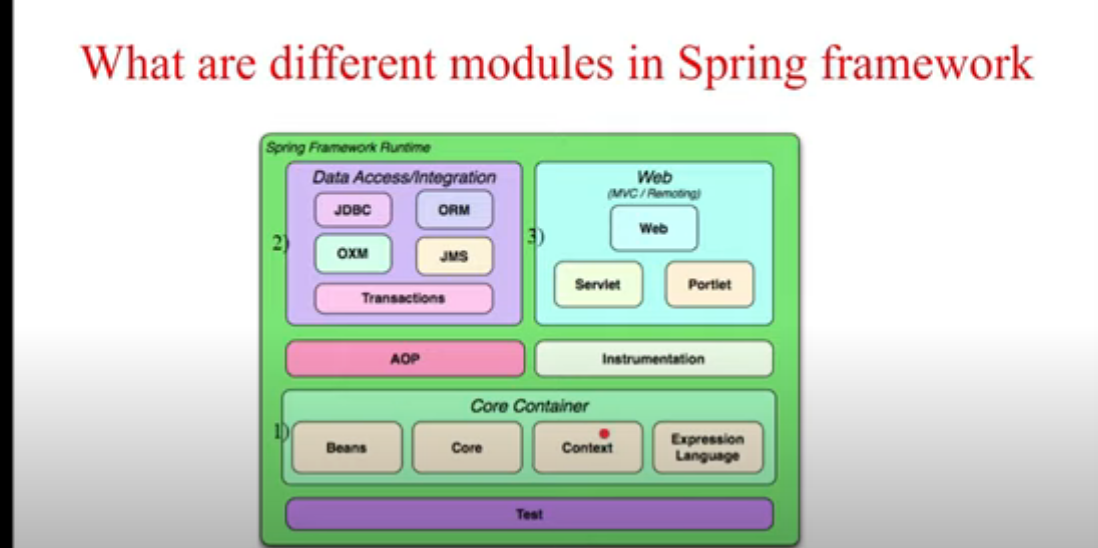 What are different modules in Spring framework
Spring Framework Runtime
2)
Data Access/Integration
JDBC
ORM
OXM
JMS
Transactions
3)
Web
(MVC / Remoting)
Web
Servlet
Portlet
AOP
Instrumentation
1)
Core Container
Beans
Core
Context
Expression
Language
Test